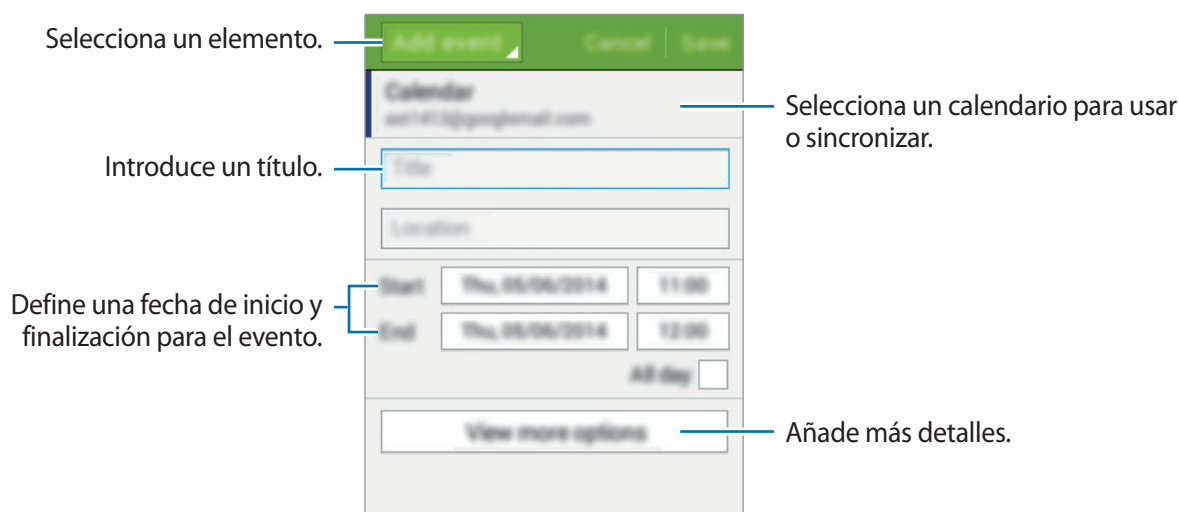 Selecciona un elemento.
Add event
Cancel
Save
Calendar
Selecciona un calendario para usar
o sincronizar.
Introduce un título.
Title
Location
Define una fecha de inicio y
finalización para el evento.
Start
Thu, 05/06/2014
11:00
End
Thu, 05/06/2014
12:00
All day
View more options
Añade más detalles.